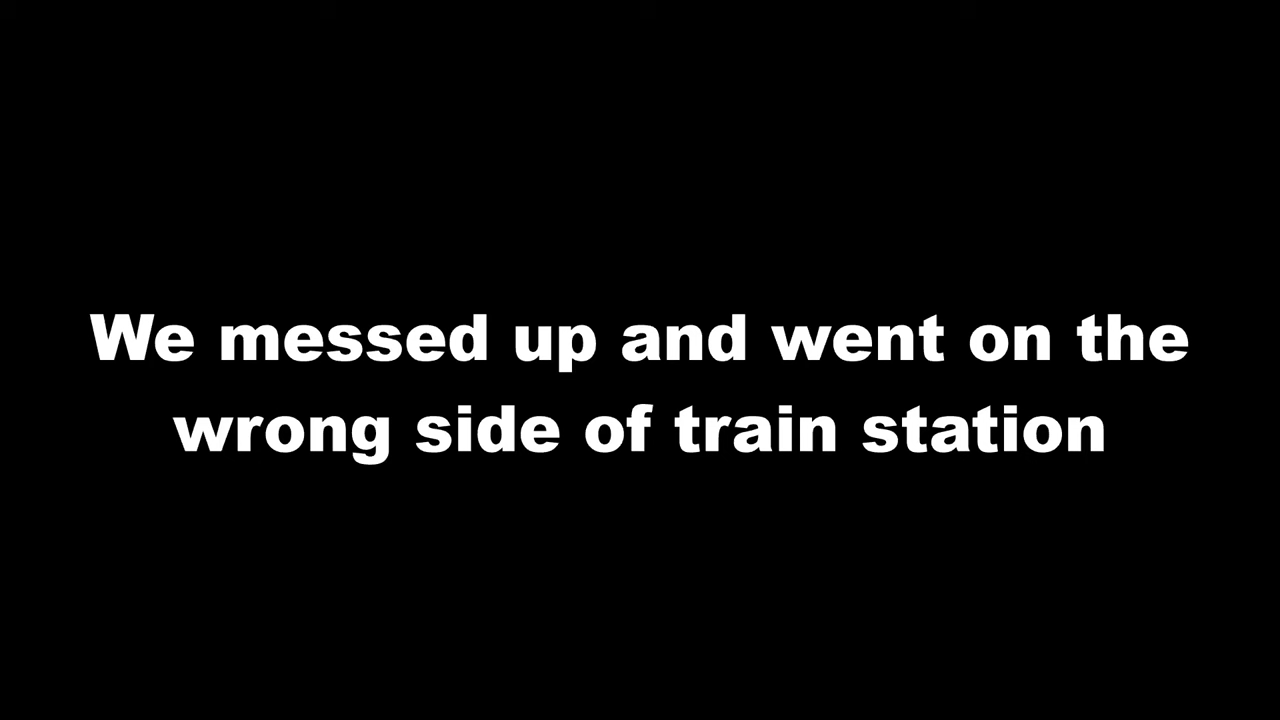 We messed up and went on the
wrong side of train station